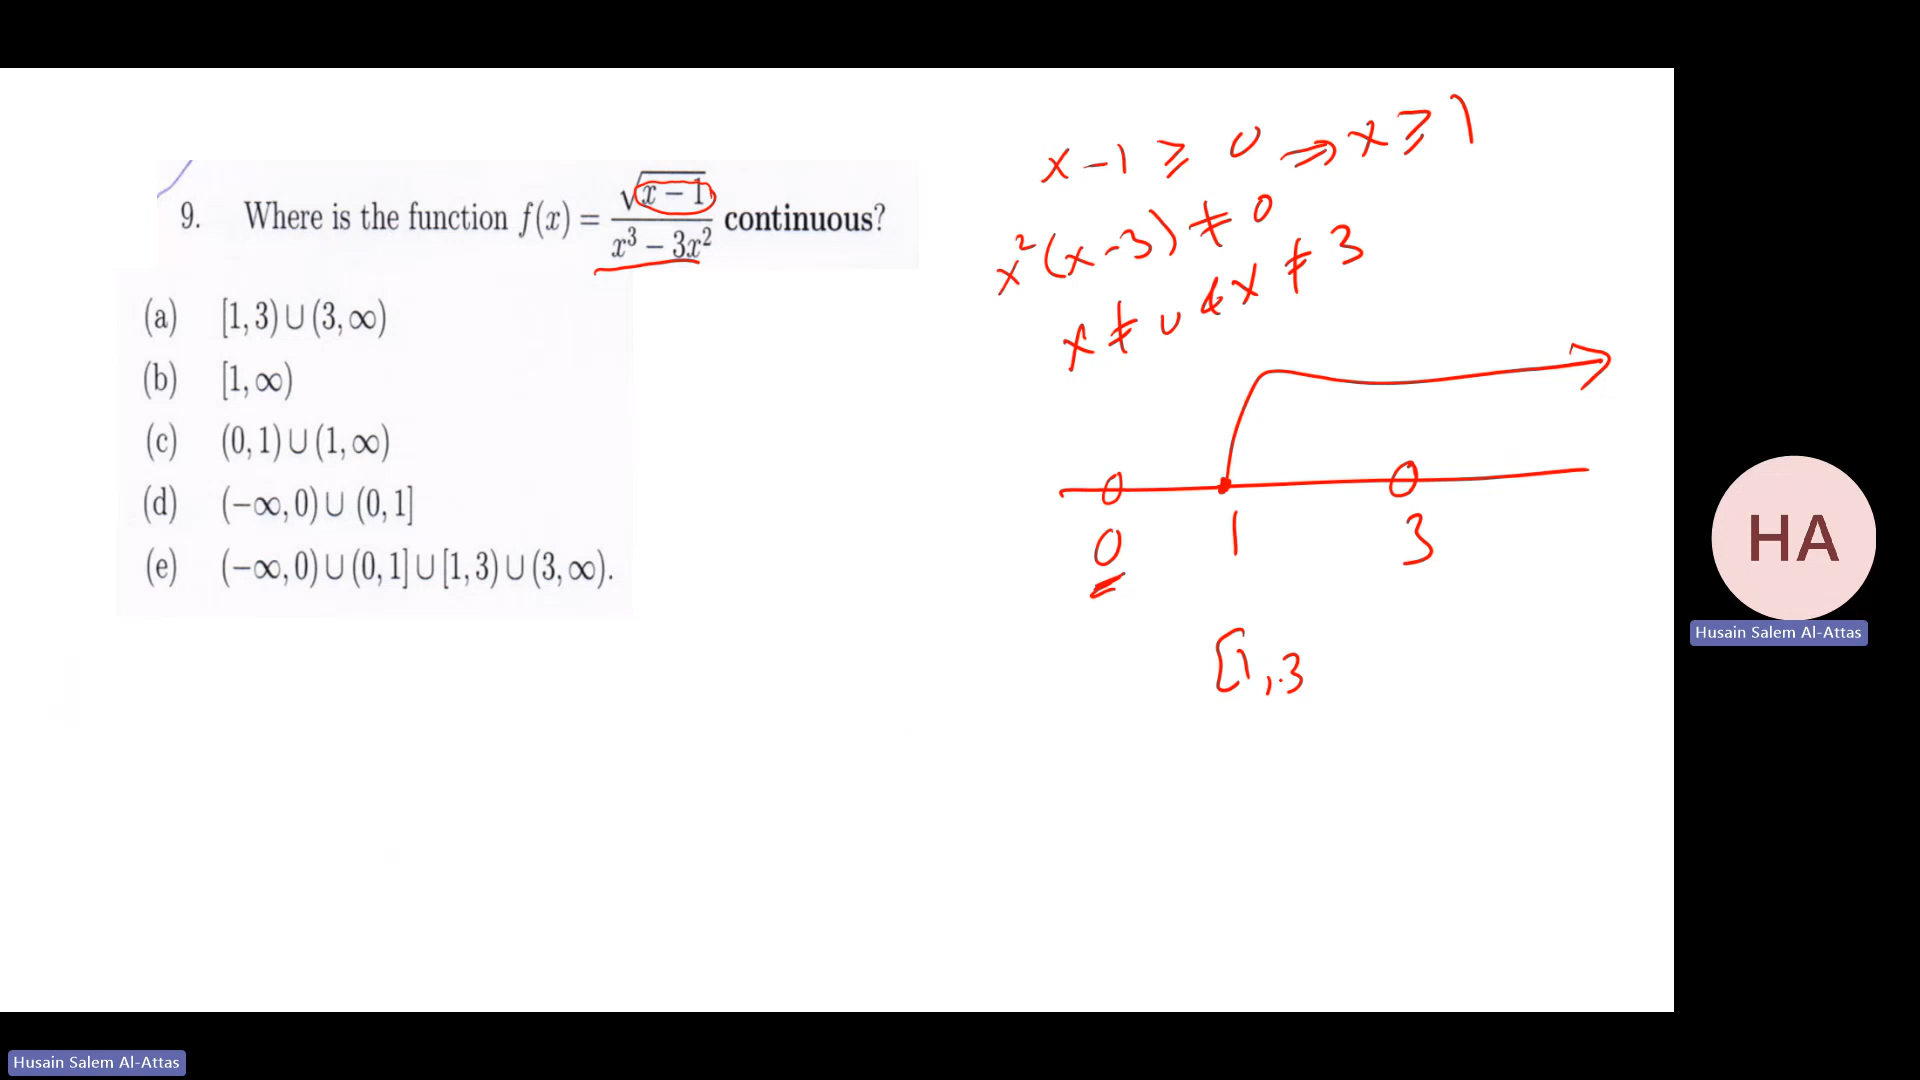 9. Where is the function f(x) = √(x − 1) / (x³ − 3x²) continuous?
(a) [1, 3) ∪ (3, ∞)
(b) [1, ∞)
(c) (0, 1) ∪ (1, ∞)
(d) (−∞, 0) ∪ (0, 1]
(e) (−∞, 0) ∪ (0, 1] ∪ [1, 3) ∪ (3, ∞).
x − 1 ≥ 0 ⇒ x ≥ 1
x²(x − 3) ≠ 0
x ≠ 0 & x ≠ 3
0 1 3
[1, 3
HA
Husain Salem Al-Attas
Husain Salem Al-Attas